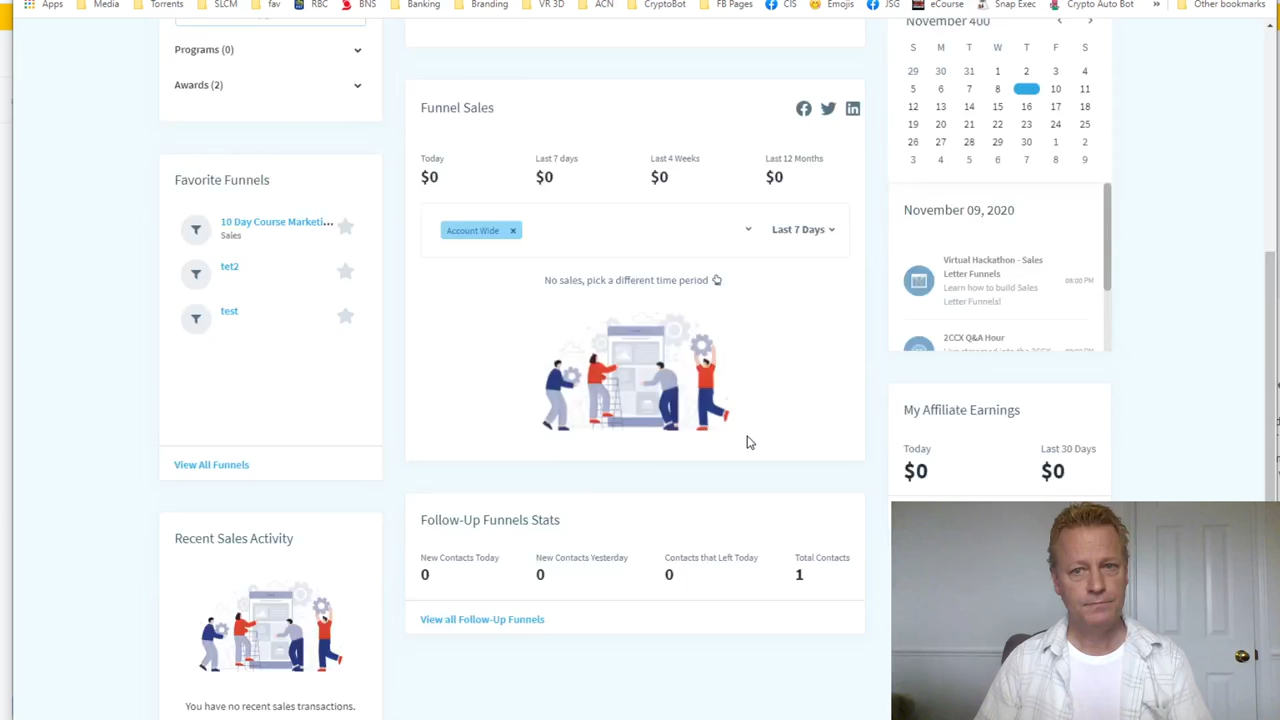 Apps
Media
Torrents
SLCM
fav
RBC
BNS
Banking
Branding
VR 3D
ACN
CryptoBot
FB Pages
CIS
Emojis
JSG
eCourse
Snap Exec
Crypto Auto Bot
»
Other bookmarks
Programs (0)
Awards (2)
Favorite Funnels
10 Day Course Marketi...
Sales
tet2
test
View All Funnels
Recent Sales Activity
You have no recent sales transactions.
Funnel Sales
Today
Last 7 days
Last 4 Weeks
Last 12 Months
$0
$0
$0
$0
Account Wide ×
Last 7 Days
No sales, pick a different time period
Follow-Up Funnels Stats
New Contacts Today
New Contacts Yesterday
Contacts that Left Today
Total Contacts
0
0
0
1
View all Follow-Up Funnels
November 400
S M T W T F S
29 30 31 1 2 3 4
5 6 7 8 10 11
12 13 14 15 16 17 18
19 20 21 22 23 24 25
26 27 28 29 30 1 2
3 4 5 6 7 8 9
November 09, 2020
Virtual Hackathon - Sales
Letter Funnels
Learn how to build Sales
Letter Funnels!
08:00 PM
2CCX Q&A Hour
My Affiliate Earnings
Today
Last 30 Days
$0
$0